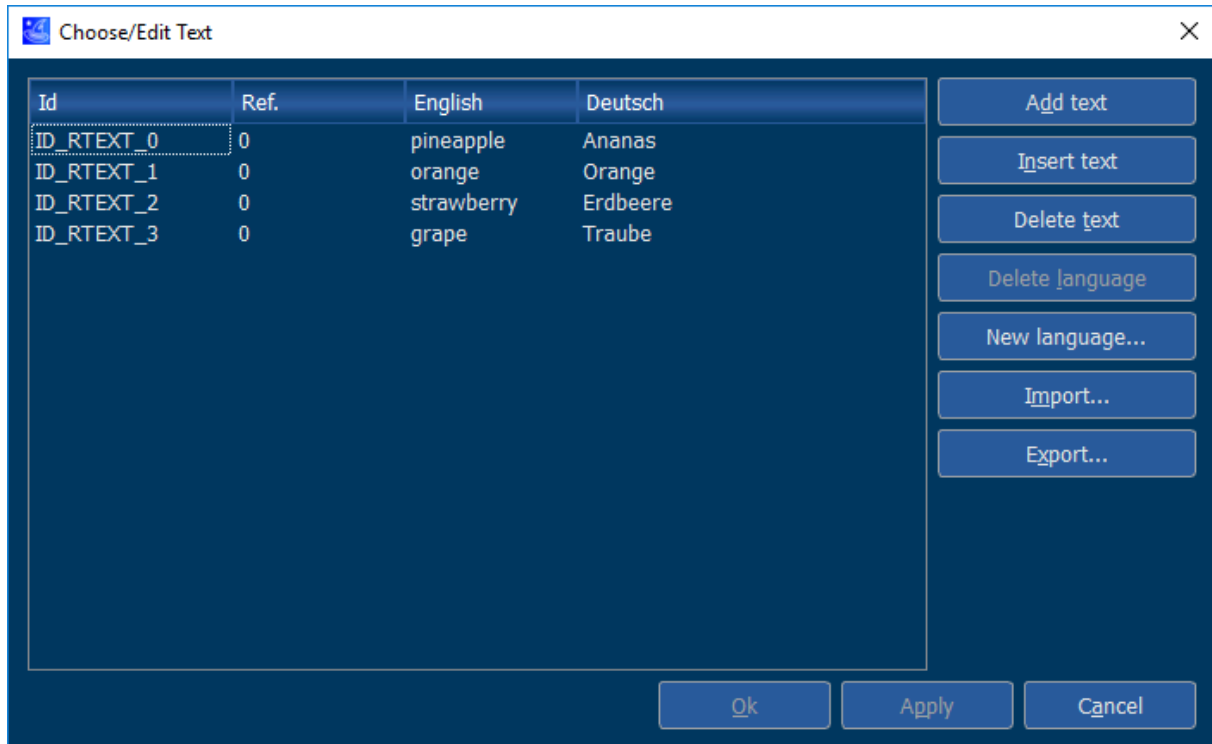 Choose/Edit Text
Id Ref. English Deutsch
ID_RTEXT_0 0 pineapple Ananas
ID_RTEXT_1 0 orange Orange
ID_RTEXT_2 0 strawberry Erdbeere
ID_RTEXT_3 0 grape Traube
Add text
Insert text
Delete text
Delete language
New language...
Import...
Export...
Ok Apply Cancel